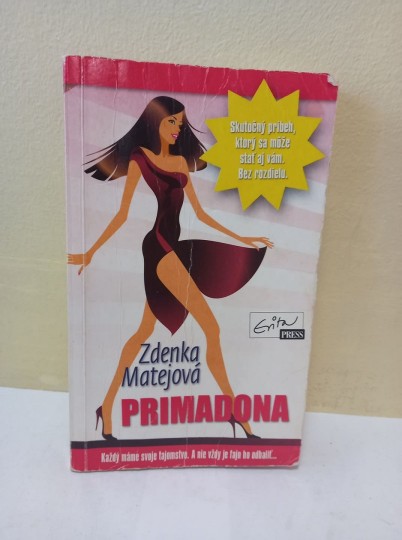 Skutočný príbeh,
ktorý sa môže
stať aj vám.
Bez rozdielu.
Evita
PRESS
Zdenka
Matejová
PRIMADONA
Každý máme svoje tajomstvo. A nie vždy je fajn ho odhaliť...